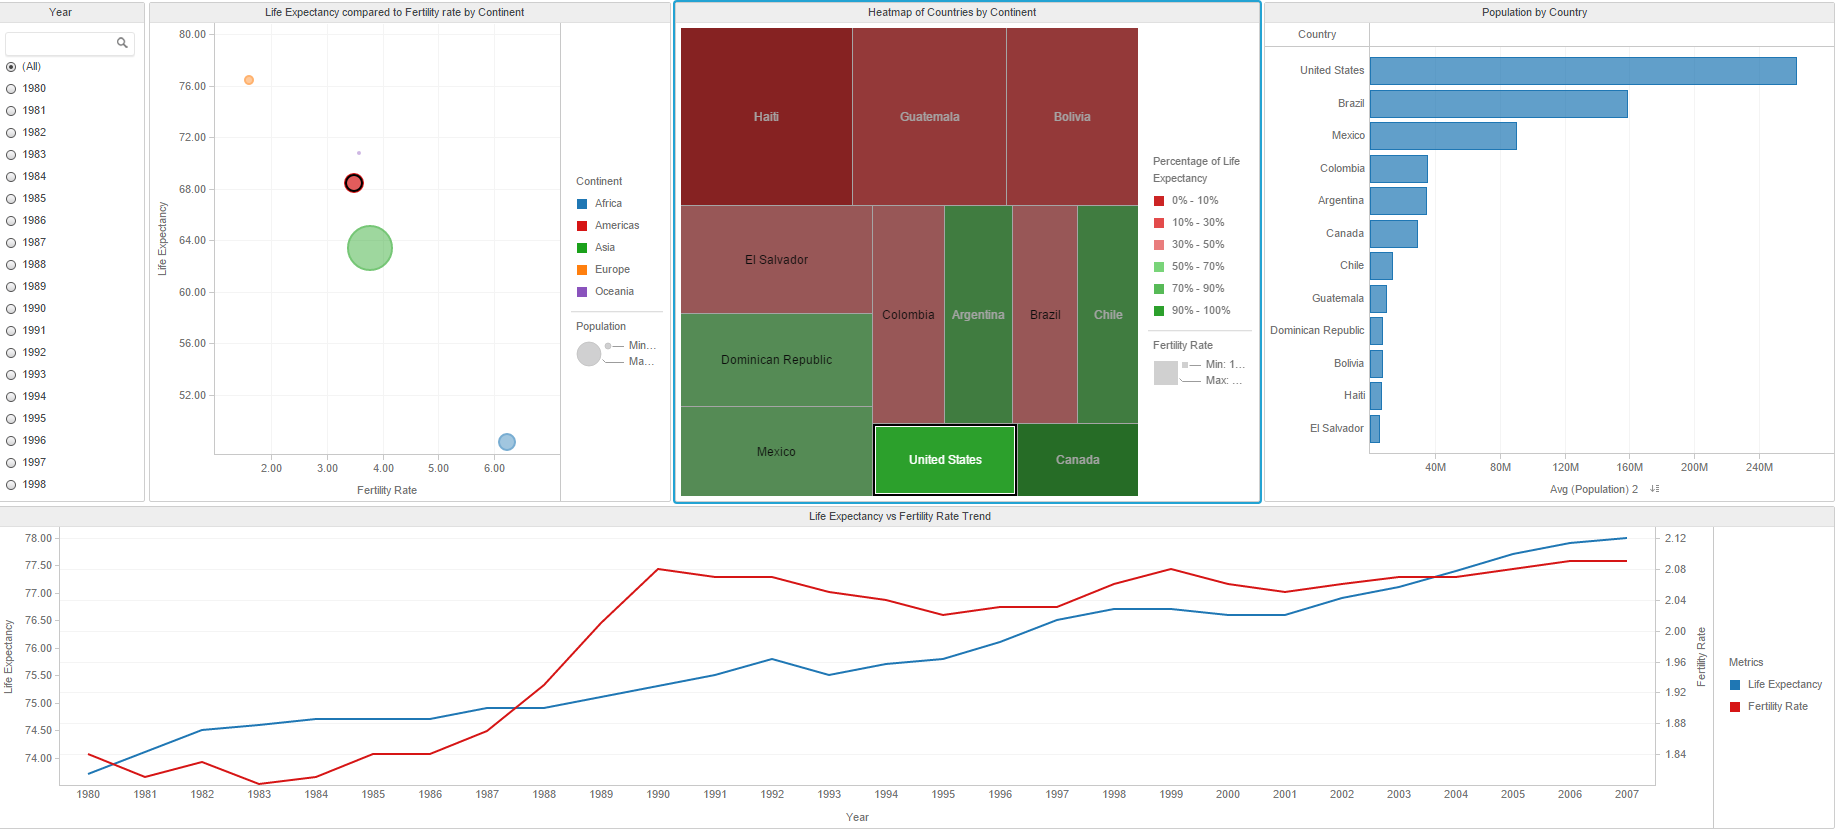 Year
(All)
1980
1981
1982
1983
1984
1985
1986
1987
1988
1989
1990
1991
1992
1993
1994
1995
1996
1997
1998
Life Expectancy compared to Fertility rate by Continent
Life Expectancy
80.00
76.00
72.00
68.00
64.00
60.00
56.00
52.00
2.00 3.00 4.00 5.00 6.00
Fertility Rate
Continent
Africa
Americas
Asia
Europe
Oceania
Population
Min...
Ma...
Heatmap of Countries by Continent
Haiti
Guatemala
Bolivia
El Salvador
Dominican Republic
Mexico
Colombia
Argentina
Brazil
Chile
United States
Canada
Percentage of Life
Expectancy
0% - 10%
10% - 30%
30% - 50%
50% - 70%
70% - 90%
90% - 100%
Fertility Rate
Min: 1...
Max: ...
Population by Country
Country
United States
Brazil
Mexico
Colombia
Argentina
Canada
Chile
Guatemala
Dominican Republic
Bolivia
Haiti
El Salvador
40M 80M 120M 160M 200M 240M
Avg (Population) 2
Life Expectancy vs Fertility Rate Trend
Life Expectancy
78.00
77.50
77.00
76.50
76.00
75.50
75.00
74.50
74.00
2.12
2.08
2.04
2.00
1.96
1.92
1.88
1.84
Fertility Rate
1980 1981 1982 1983 1984 1985 1986 1987 1988 1989 1990 1991 1992 1993 1994 1995 1996 1997 1998 1999 2000 2001 2002 2003 2004 2005 2006 2007
Year
Metrics
Life Expectancy
Fertility Rate